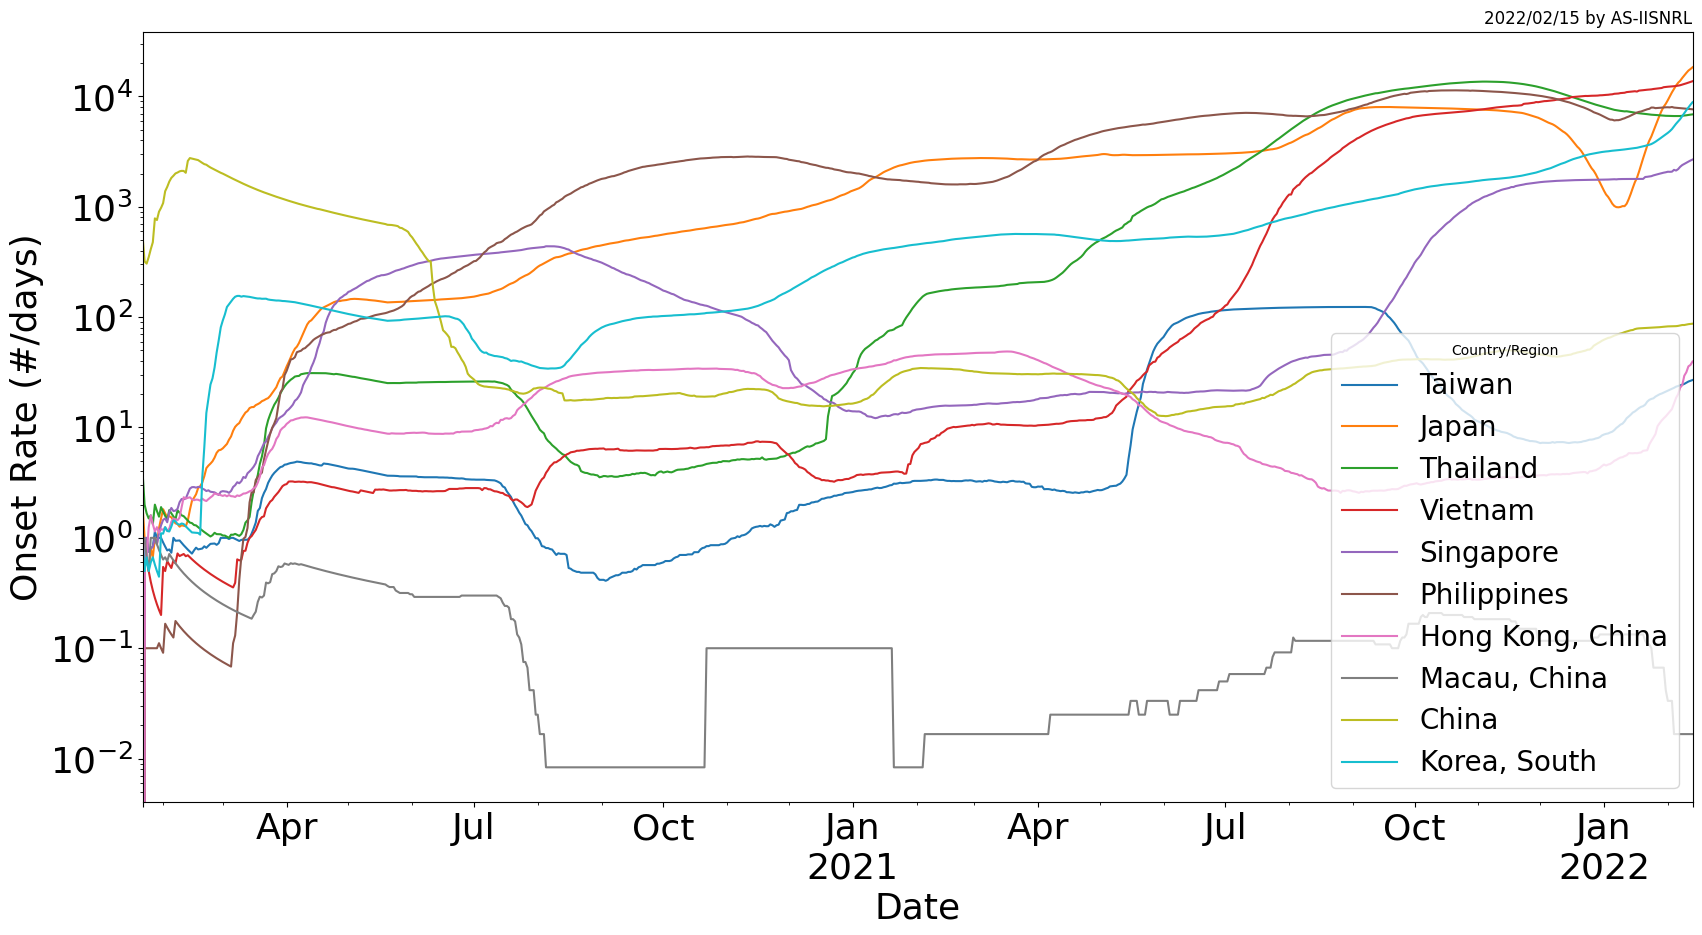 2022/02/15 by AS-IISNRL
Onset Rate (#/days)
10^4
10^3
10^2
10^1
10^0
10^−1
10^−2
Country/Region
Taiwan
Japan
Thailand
Vietnam
Singapore
Philippines
Hong Kong, China
Macau, China
China
Korea, South
Apr Jul Oct Jan Apr Jul Oct Jan
2021 2022
Date